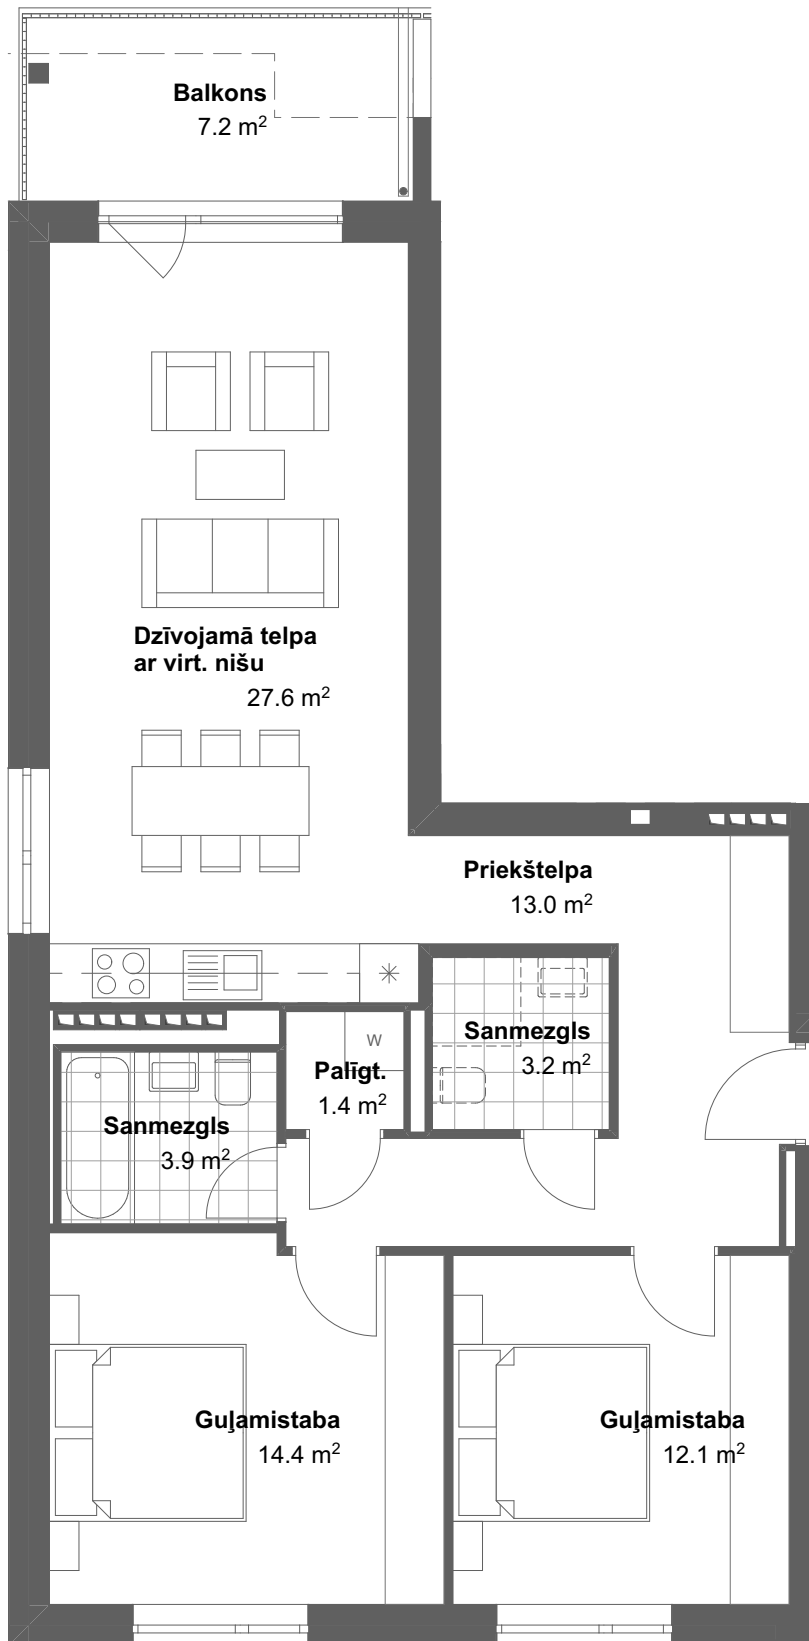 Balkons
7.2 m²
Dzīvojamā telpa
ar virt. nišu
27.6 m²
Priekštelpa
13.0 m²
Sanmezgls
3.2 m²
W
Palīgt.
1.4 m²
Sanmezgls
3.9 m²
Guļamistaba
14.4 m²
Guļamistaba
12.1 m²